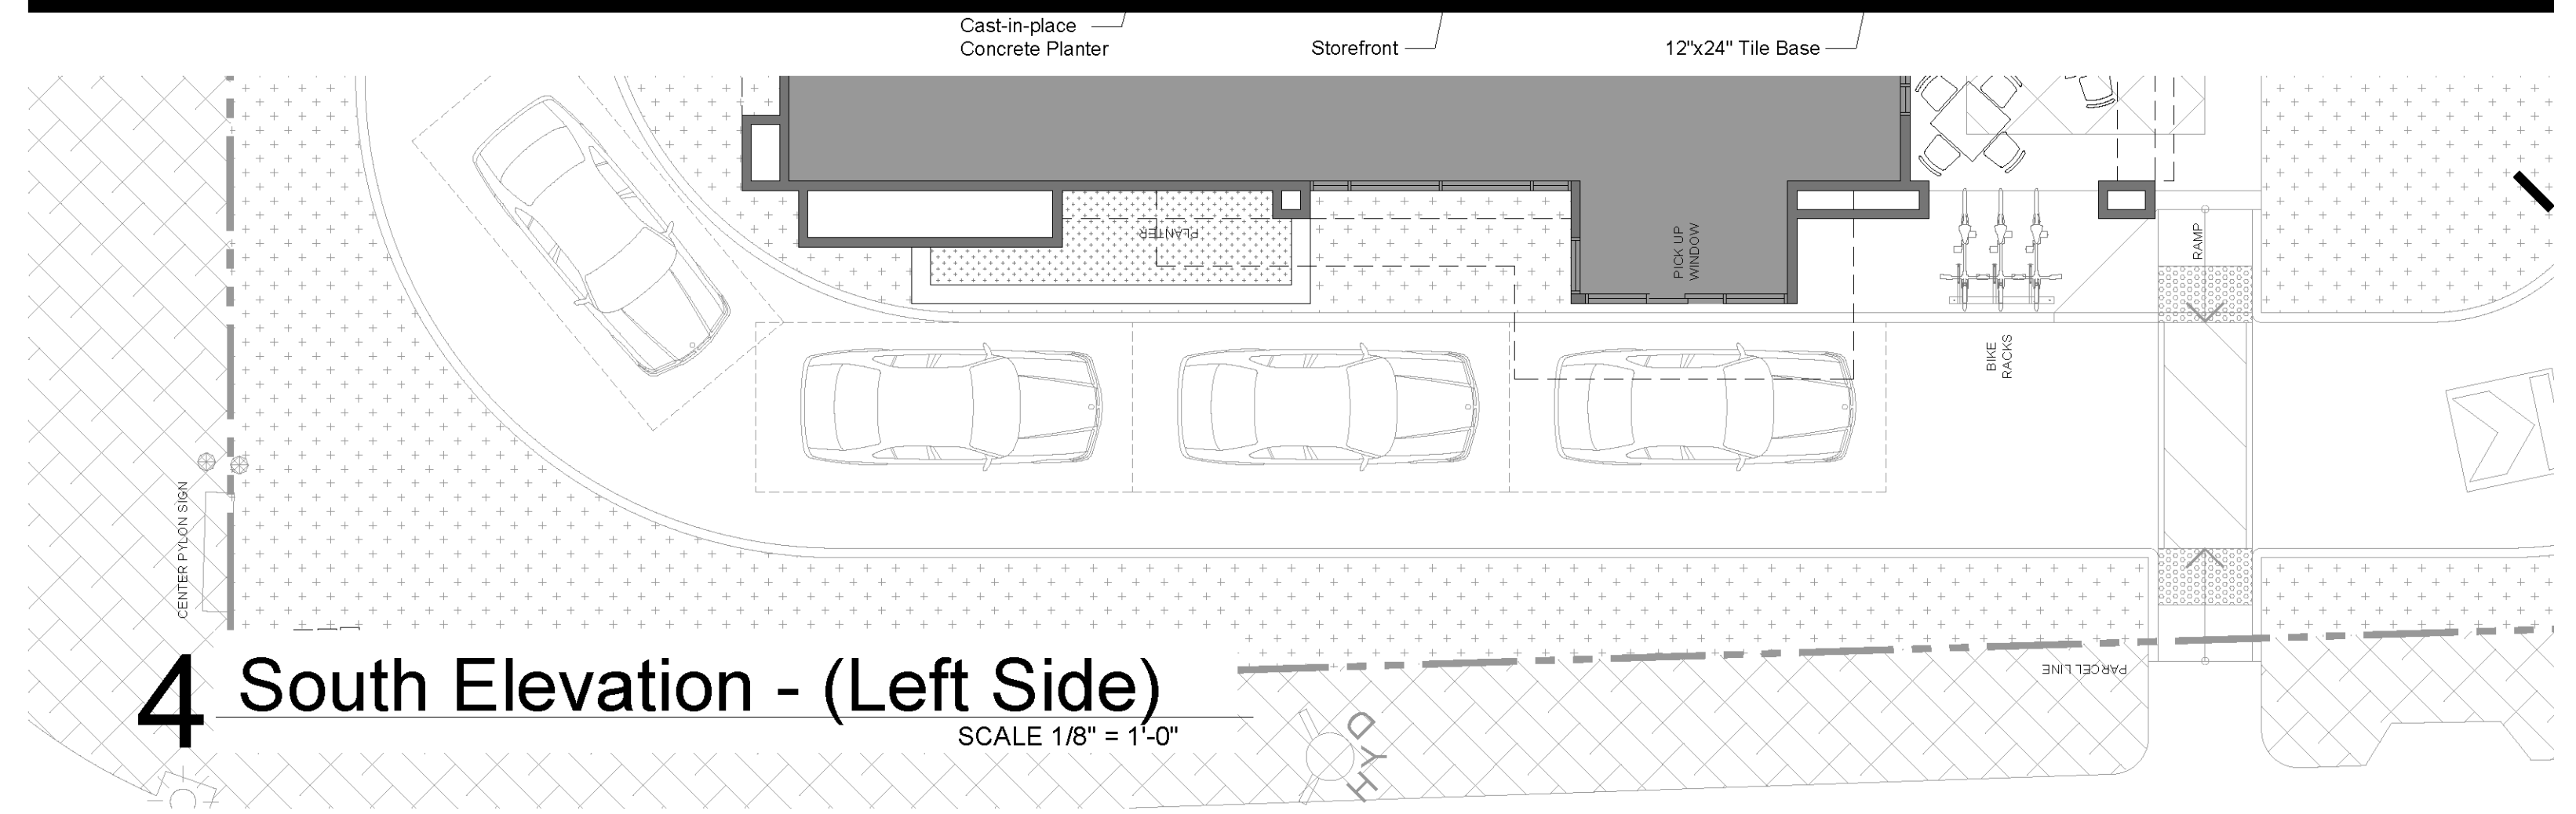 Cast-in-place
Concrete Planter
Storefront
12"x24" Tile Base
PLANTER
PICK UP
WINDOW
RAMP
BIKE
RACKS
CENTER PYLON SIGN
PARCEL LINE
4 South Elevation - (Left Side)
SCALE 1/8" = 1'-0"
HYD